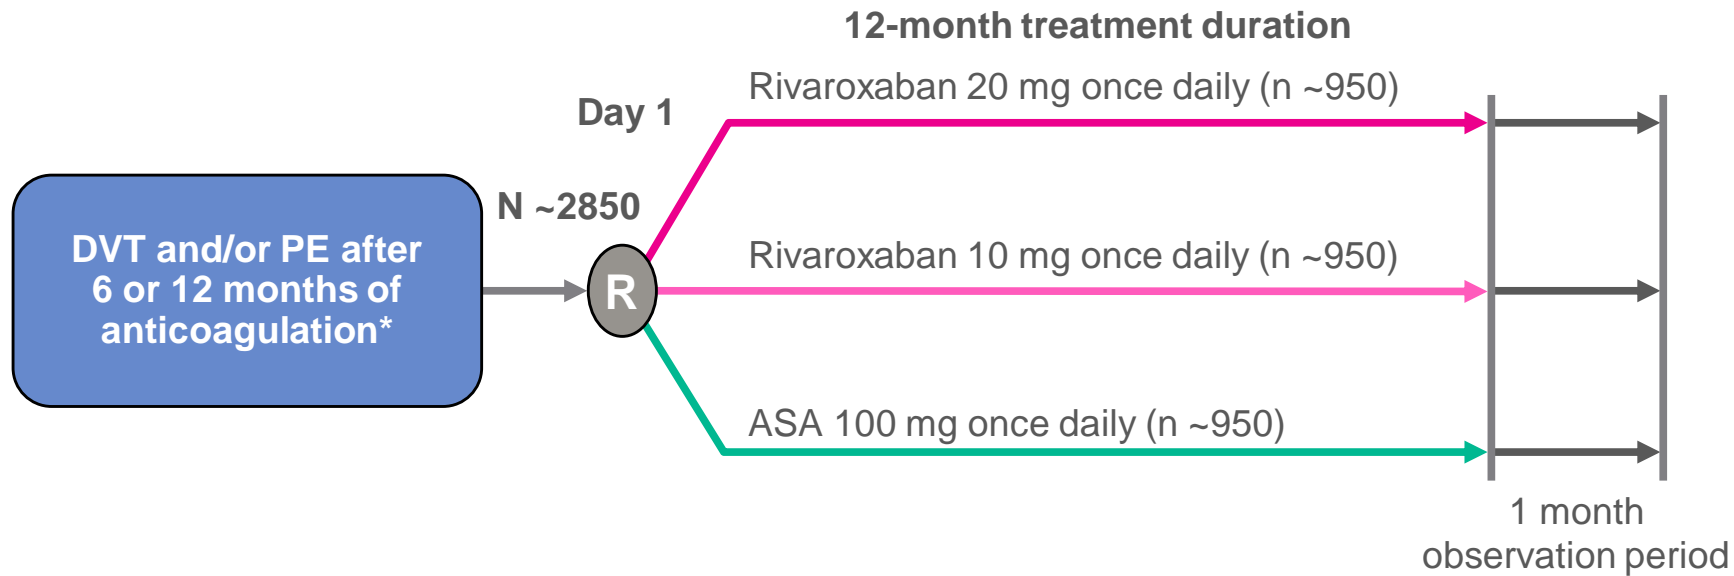 12-month treatment duration
Rivaroxaban 20 mg once daily (n ~950)
Day 1
N ~2850
DVT and/or PE after
6 or 12 months of
anticoagulation*
R
Rivaroxaban 10 mg once daily (n ~950)
ASA 100 mg once daily (n ~950)
1 month
observation period